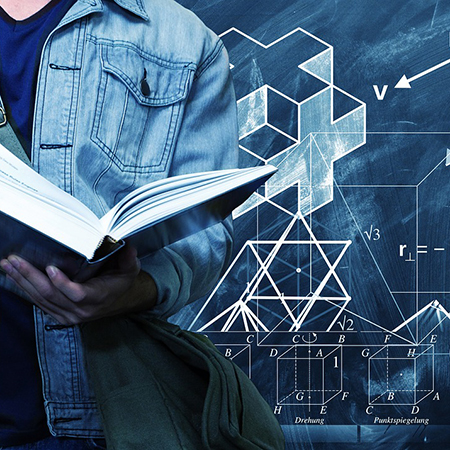 v
√3
r⊥= −
√2
C C B F E
B D A 1 G H
G F B A
H E C D
Drehung Punktspiegelung